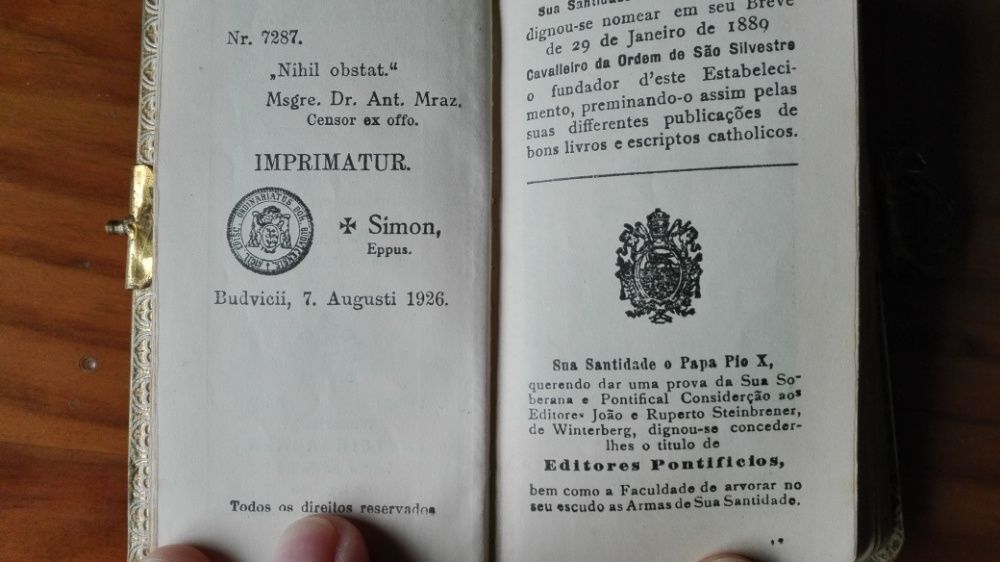 Nr. 7287.
„Nihil obstat.“
Msgre. Dr. Ant. Mraz.
Censor ex offo.
IMPRIMATUR.
✠ Simon,
Eppus.
Budvicii, 7. Augusti 1926.
Todos os direitos reservados
Sua Santidade
dignou-se nomear em seu Breve
de 29 de Janeiro de 1889
Cavalleiro da Ordem de São Silvestre
o fundador d'este Estabeleci-
mento, preminando-o assim pelas
suas differentes publicações de
bons livros e escriptos catholicos.
Sua Santidade o Papa Pio X,
querendo dar uma prova da Sua So-
berana e Pontifical Considerção aos
Editores João e Ruperto Steinbrener,
de Winterberg, dignou-se conceder-
lhes o titulo de
Editores Pontificios,
bem como a Faculdade de arvorar no
seu escudo as Armas de Sua Santidade.